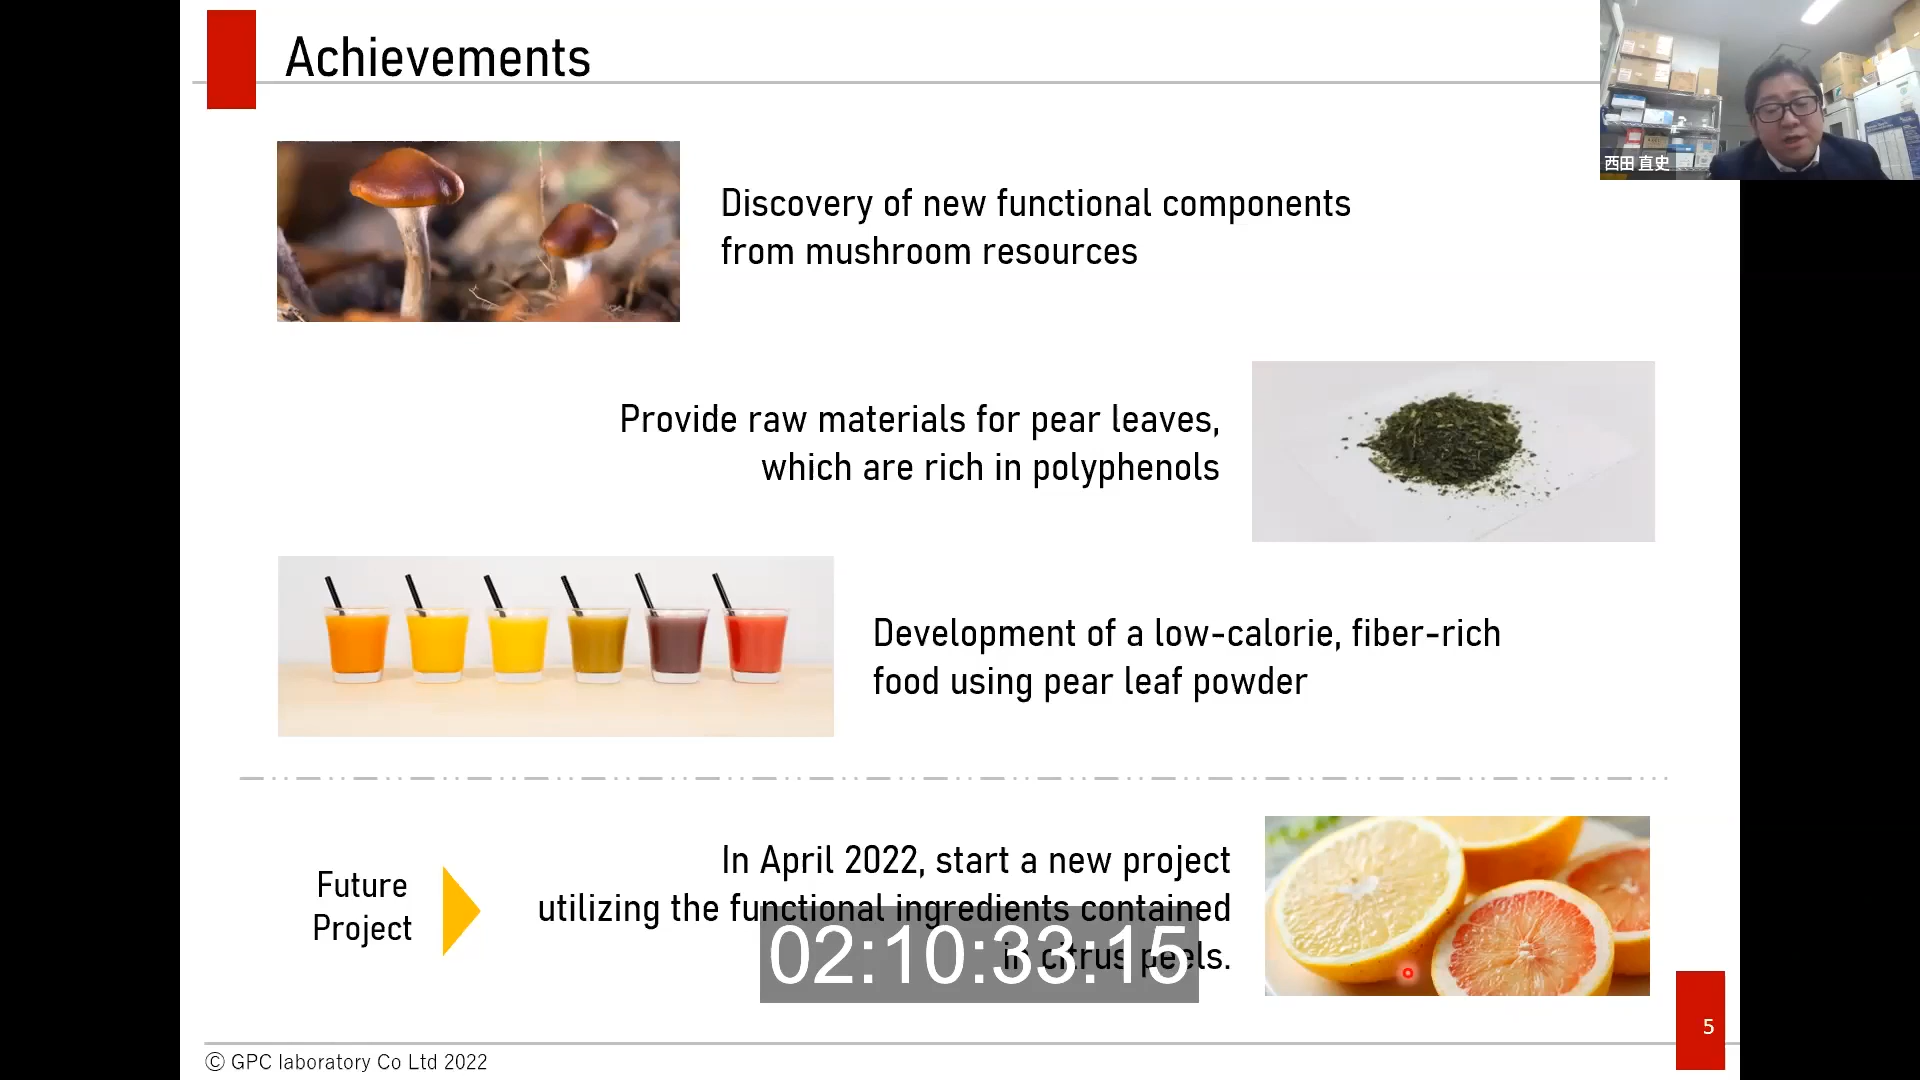 Achievements
西田 直史
Discovery of new functional components
from mushroom resources
Provide raw materials for pear leaves,
which are rich in polyphenols
Development of a low-calorie, fiber-rich
food using pear leaf powder
Future
Project
In April 2022, start a new project
utilizing the functional ingredients contained
in citrus peels.
02:10:33:15
5
© GPC laboratory Co Ltd 2022